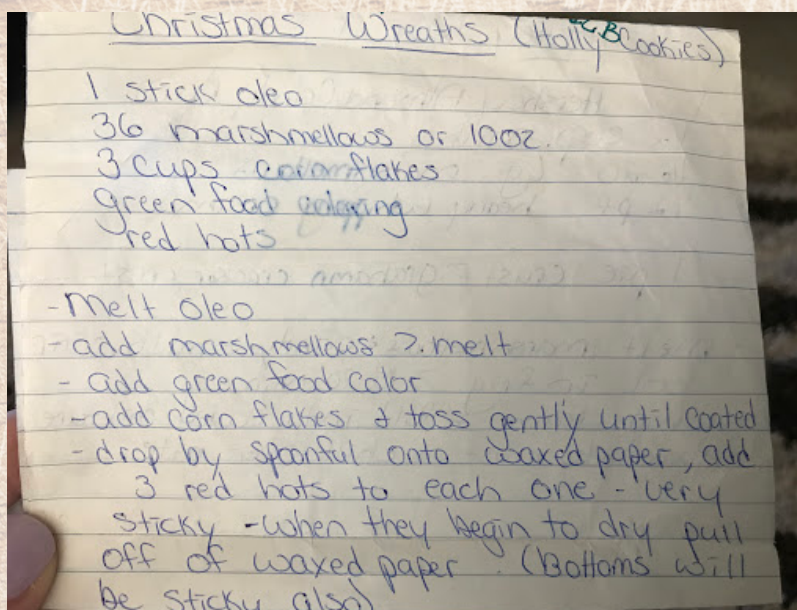 Christmas Wreaths (Holly Cookies)
1 stick oleo
36 marshmellows or 10oz.
3 cups flakes
green food
red hots
- melt oleo
- add marshmellows melt
- add green food color
- add corn flakes & toss gently until coated
- drop by spoonful onto waxed paper, add
3 red hots to each one - very
sticky - when they begin to dry pull
off of waxed paper. (Bottoms will
be sticky also)